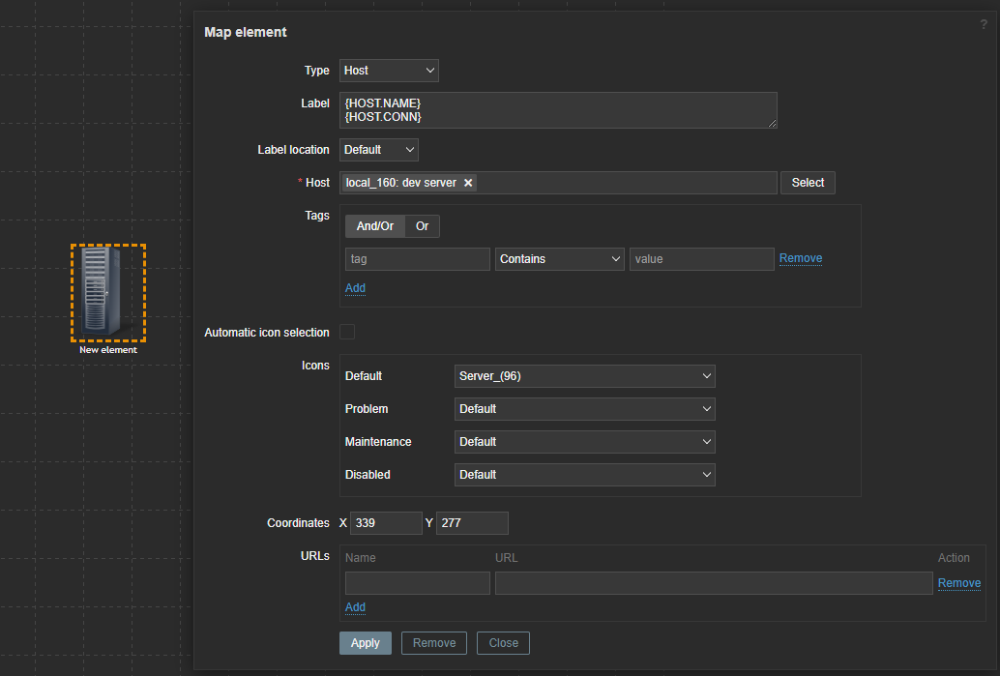 Map element
?
Type Host
Label {HOST.NAME}
{HOST.CONN}
Label location Default
* Host local_160: dev server Select
Tags
And/Or Or
tag Contains value Remove
Add
New element
Automatic icon selection
Icons
Default Server_(96)
Problem Default
Maintenance Default
Disabled Default
Coordinates X 339 Y 277
URLs Name URL Action
Remove
Add
Apply Remove Close